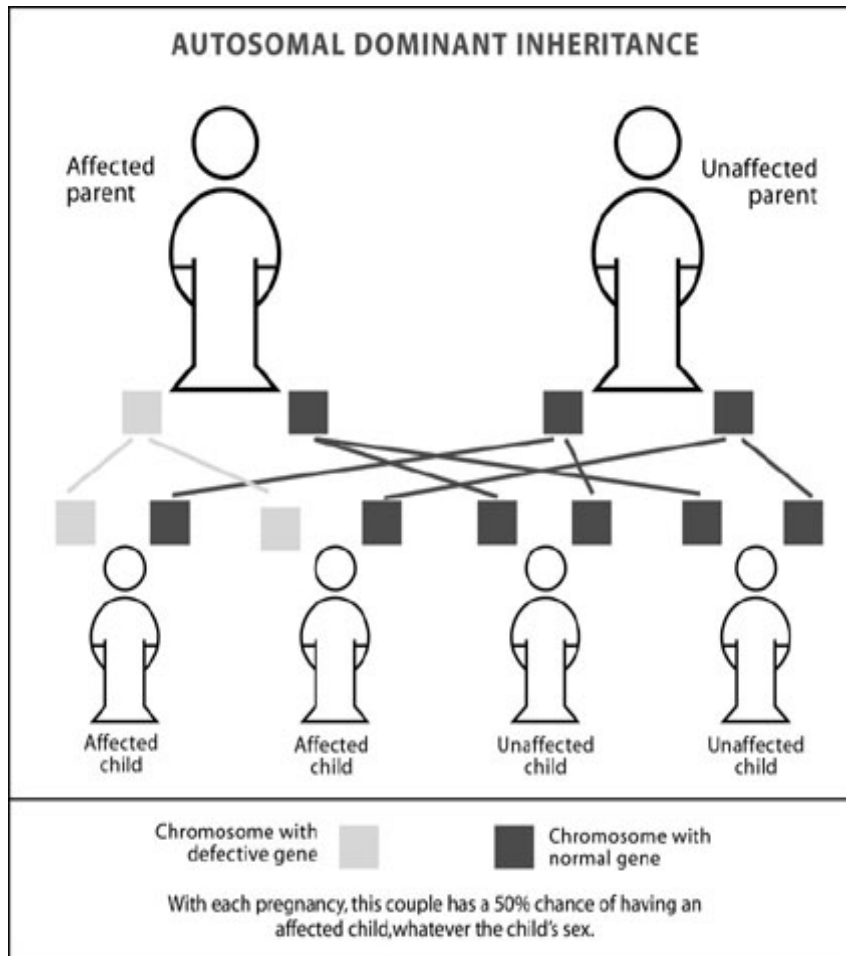 AUTOSOMAL DOMINANT INHERITANCE
Affected
parent
Unaffected
parent
Affected
child
Affected
child
Unaffected
child
Unaffected
child
Chromosome with
defective gene
Chromosome with
normal gene
With each pregnancy, this couple has a 50% chance of having an
affected child,whatever the child's sex.